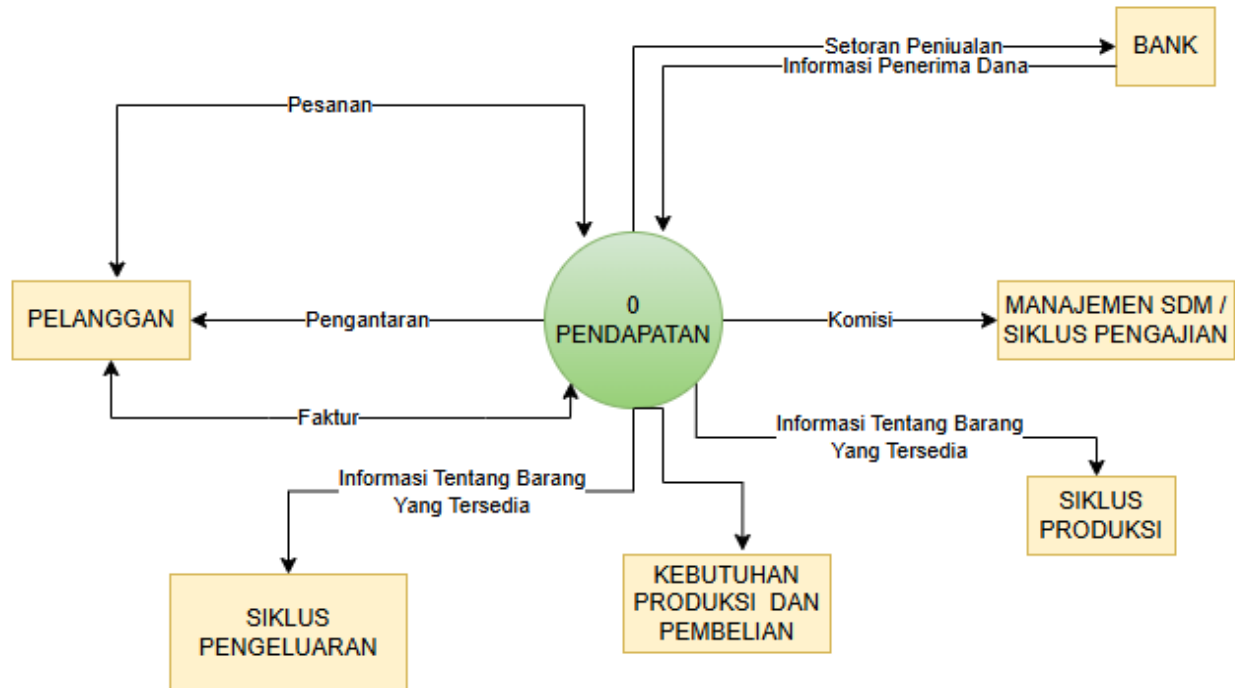 Setoran Peniualan
Informasi Penerima Dana
BANK
Pesanan
PELANGGAN
Pengantaran
0
PENDAPATAN
Komisi
MANAJEMEN SDM /
SIKLUS PENGAJIAN
Faktur
Informasi Tentang Barang
Yang Tersedia
Informasi Tentang Barang
Yang Tersedia
SIKLUS
PRODUKSI
KEBUTUHAN
PRODUKSI DAN
PEMBELIAN
SIKLUS
PENGELUARAN